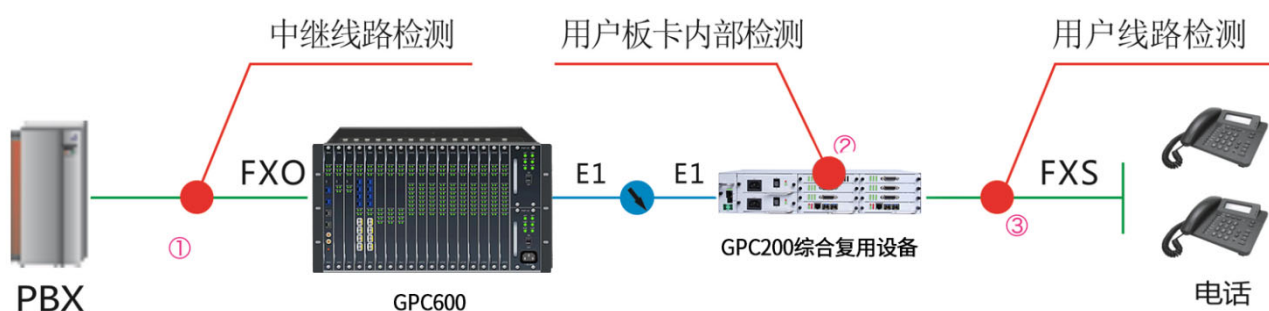 中继线路检测
用户板卡内部检测
用户线路检测
②
FXO
E1
E1
FXS
①
③
GPC200综合复用设备
PBX
GPC600
电话